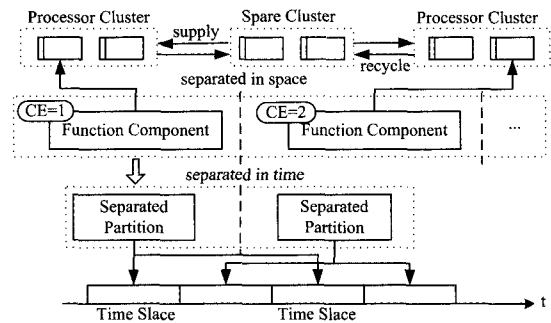 Processor Cluster Spare Cluster Processor Cluster
supply
recycle
separated in space
CE=1 CE=2
Function Component Function Component ...
separated in time
Separated Partition Separated Partition
t
Time Slace Time Slace